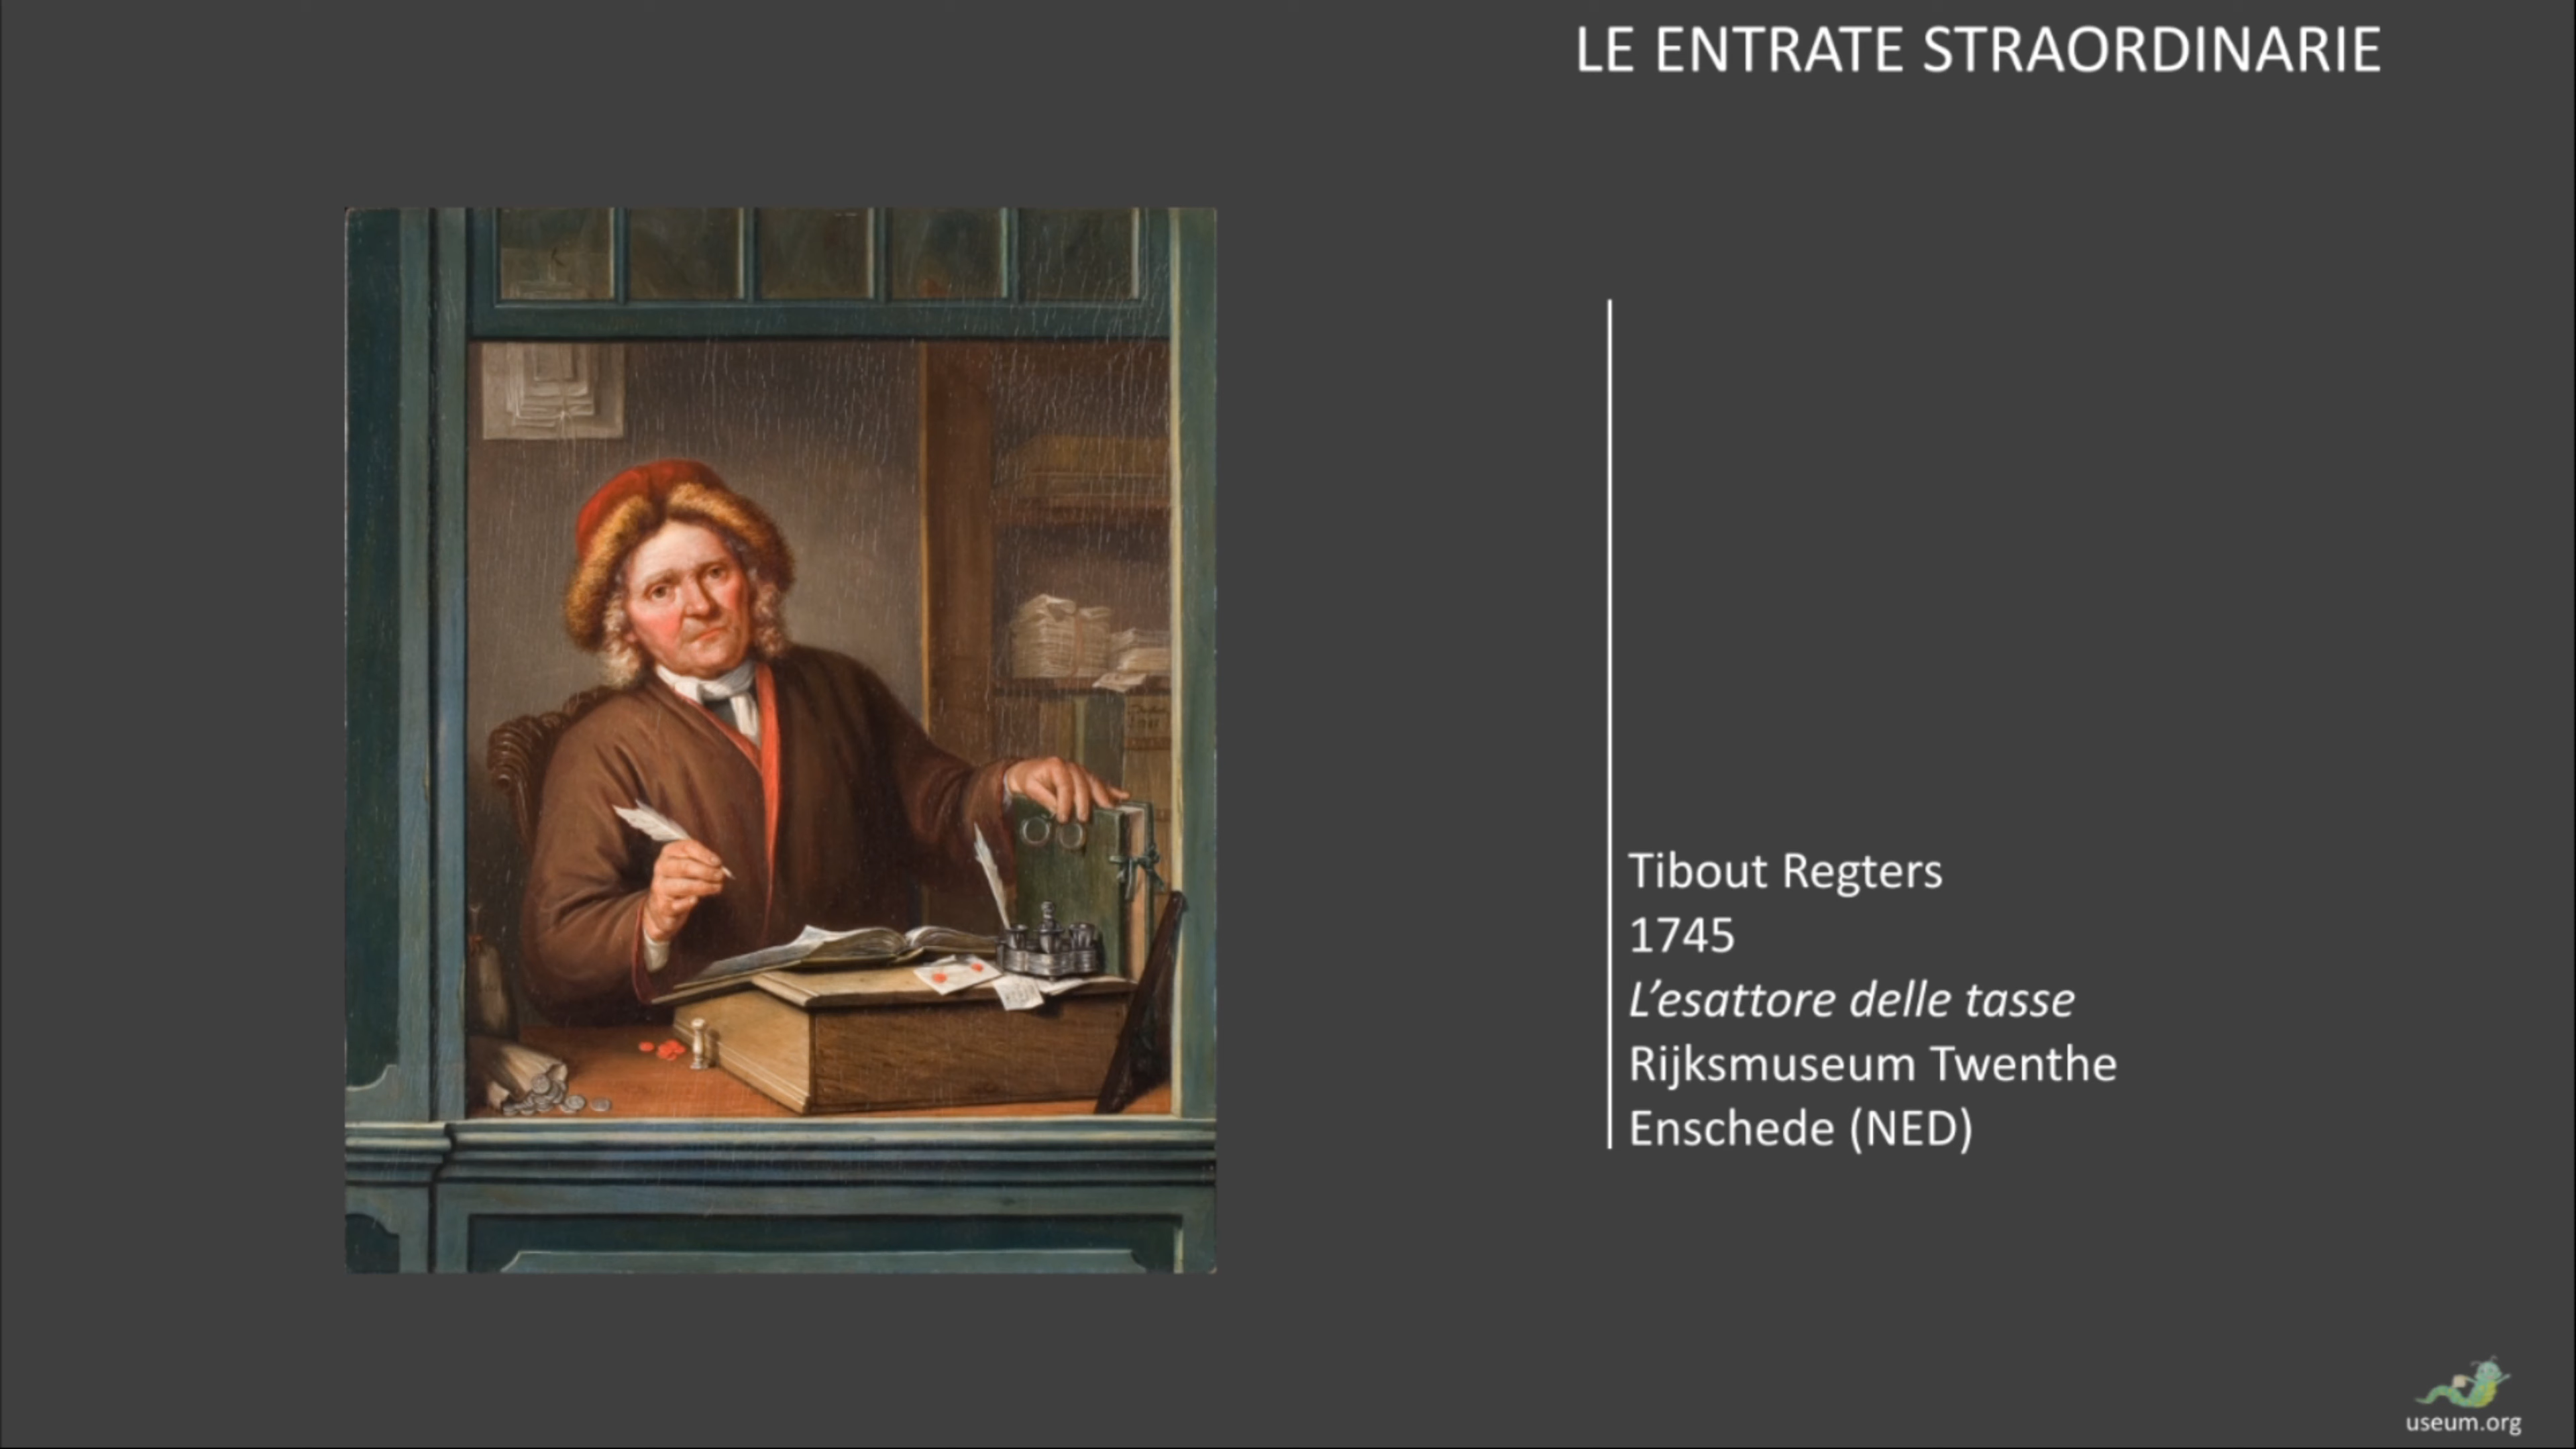 LE ENTRATE STRAORDINARIE
Tibout Regters
1745
L’esattore delle tasse
Rijksmuseum Twenthe
Enschede (NED)
useum.org